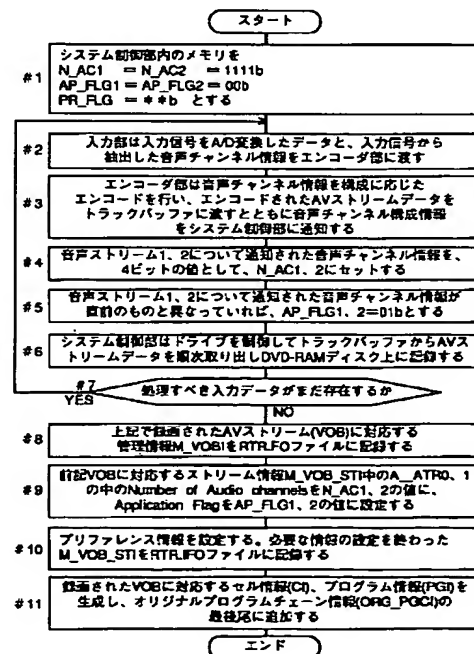 スタート
#1
システム制御部内のメモリを
N_AC1 = N_AC2 = 1111b
AP_FLG1 = AP_FLG2 = 00b
PR_FLG = **b とする
#2
入力部は入力信号をA/D変換したデータと、入力信号から
抽出した音声チャンネル情報をエンコーダ部に渡す
#3
エンコーダ部は音声チャンネル情報を構成に応じた
エンコードを行い、エンコードされたAVストリームデータを
トラックバッファに渡すとともに音声チャンネル構成情報
をシステム制御部に通知する
#4
音声ストリーム1、2について通知された音声チャンネル情報を、
4ビットの値として、N_AC1、2にセットする
#5
音声ストリーム1、2について通知された音声チャンネル情報が
直前のものと異なっていれば、AP_FLG1、2=01bとする
#6
システム制御部はドライブを制御してトラックバッファからAVス
トリームデータを順次取り出しDVD-RAMディスク上に記録する
#7
処理すべき入力データがまだ存在するか
YES
NO
#8
上記で録画されたAVストリーム(VOB)に対応する
管理情報M_VOBIをRTR.IFOファイルに記録する
#9
前記VOBに対応するストリーム情報M_VOB_STI中のA_ATR0、1
の中のNumber of Audio channelsをN_AC1、2の値に、
Application FlagをAP_FLG1、2の値に設定する
#10
プリファレンス情報を設定する。必要な情報の設定を終わった
M_VOB_STIをRTR.IFOファイルに記録する
#11
録画されたVOBに対応するセル情報(CI)、プログラム情報(PGI)を
生成し、オリジナルプログラムチェーン情報(ORG_PGCI)の
最後尾に追加する
エンド